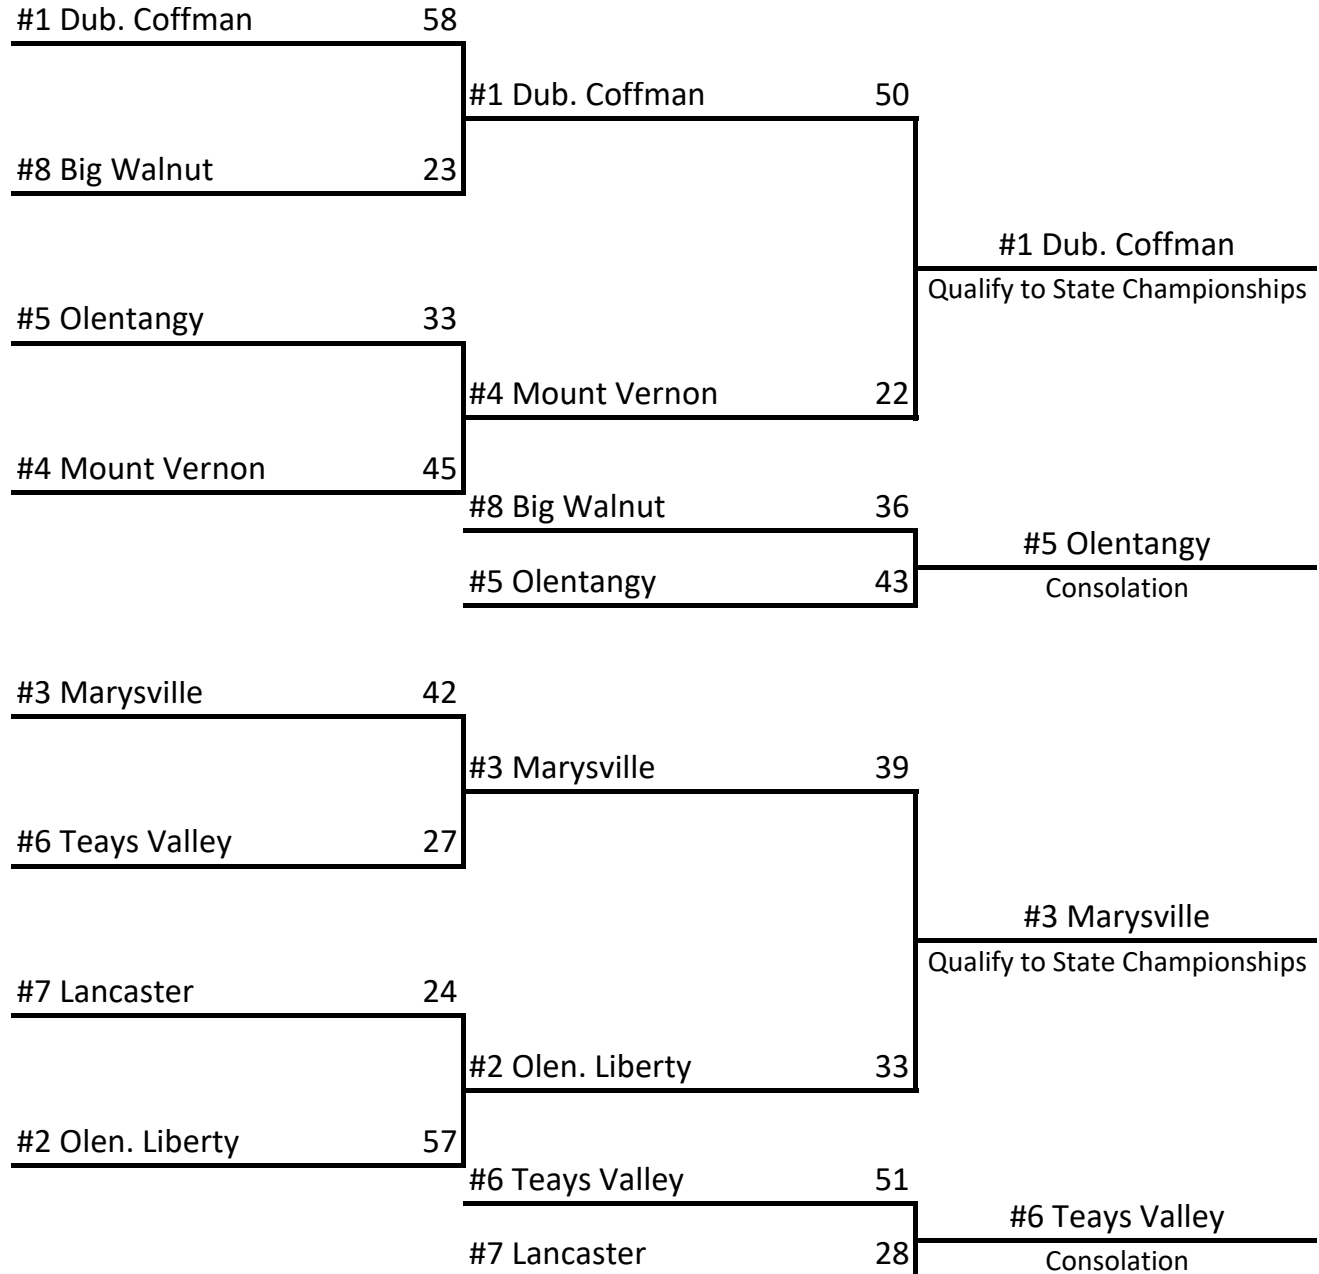 #1 Dub. Coffman 58
#1 Dub. Coffman 50
#8 Big Walnut 23
#1 Dub. Coffman
Qualify to State Championships
#5 Olentangy 33
#4 Mount Vernon 22
#4 Mount Vernon 45
#8 Big Walnut 36
#5 Olentangy
#5 Olentangy 43
Consolation
#3 Marysville 42
#3 Marysville 39
#6 Teays Valley 27
#3 Marysville
Qualify to State Championships
#7 Lancaster 24
#2 Olen. Liberty 33
#2 Olen. Liberty 57
#6 Teays Valley 51
#6 Teays Valley
#7 Lancaster 28
Consolation